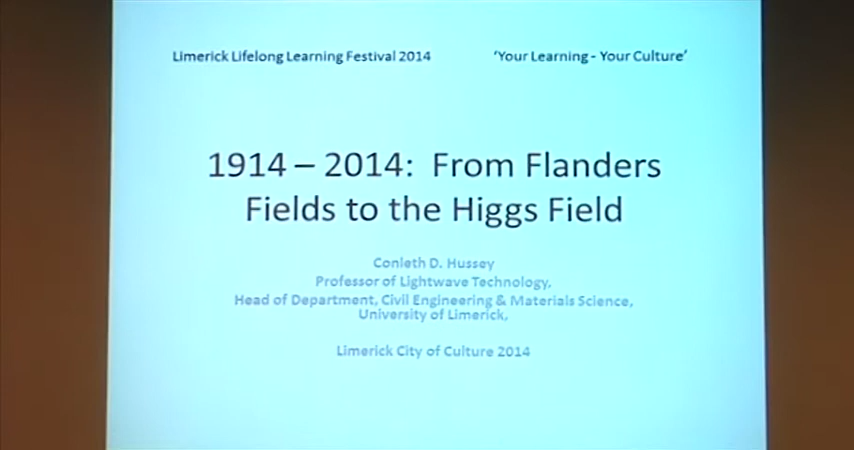 Limerick Lifelong Learning Festival 2014 'Your Learning - Your Culture'
1914 – 2014: From Flanders
Fields to the Higgs Field
Conleth D. Hussey
Professor of Lightwave Technology,
Head of Department, Civil Engineering & Materials Science,
University of Limerick,
Limerick City of Culture 2014